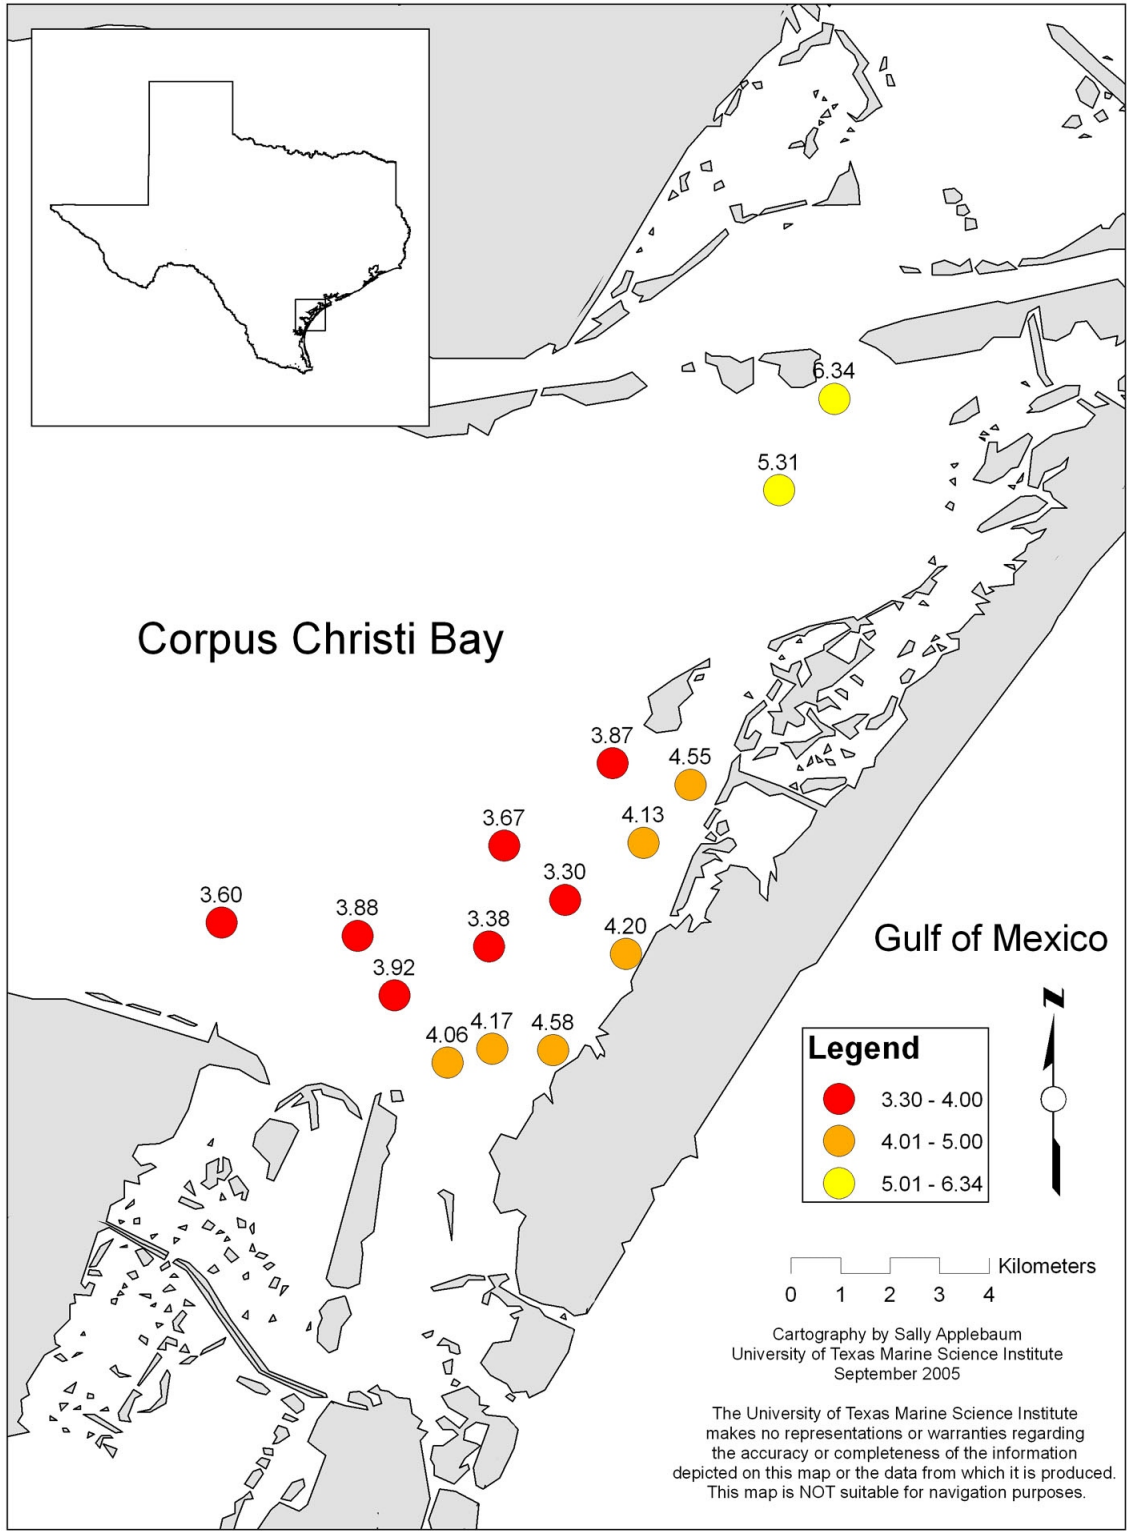 6.34
5.31
Corpus Christi Bay
3.87
4.55
3.67
4.13
3.30
3.60
3.88
3.38
4.20
3.92
Gulf of Mexico
N
4.06
4.17
4.58
Legend
3.30 - 4.00
4.01 - 5.00
5.01 - 6.34
Kilometers
0 1 2 3 4
Cartography by Sally Applebaum
University of Texas Marine Science Institute
September 2005
The University of Texas Marine Science Institute
makes no representations or warranties regarding
the accuracy or completeness of the information
depicted on this map or the data from which it is produced.
This map is NOT suitable for navigation purposes.